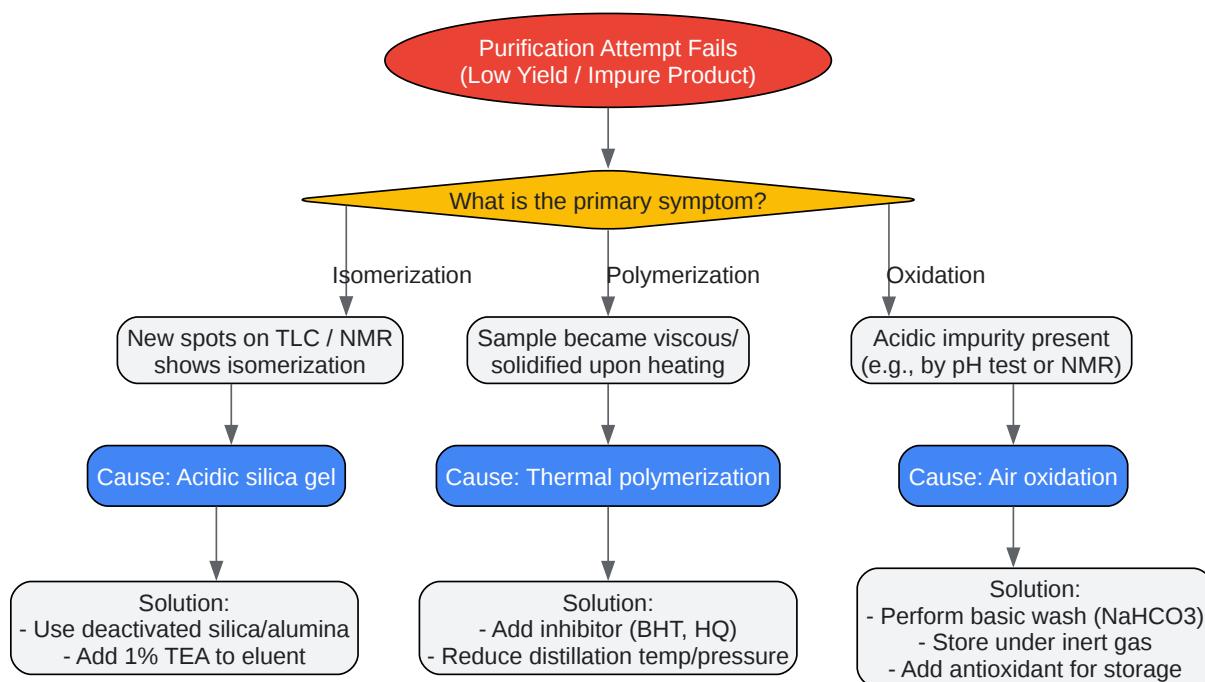 Purification Attempt Fails
(Low Yield / Impure Product)
What is the primary symptom?
Isomerization
Polymerization
Oxidation
New spots on TLC / NMR
shows isomerization
Sample became viscous/
solidified upon heating
Acidic impurity present
(e.g., by pH test or NMR)
Cause: Acidic silica gel
Cause: Thermal polymerization
Cause: Air oxidation
Solution:
- Use deactivated silica/alumina
- Add 1% TEA to eluent
Solution:
- Add inhibitor (BHT, HQ)
- Reduce distillation temp/pressure
Solution:
- Perform basic wash (NaHCO3)
- Store under inert gas
- Add antioxidant for storage